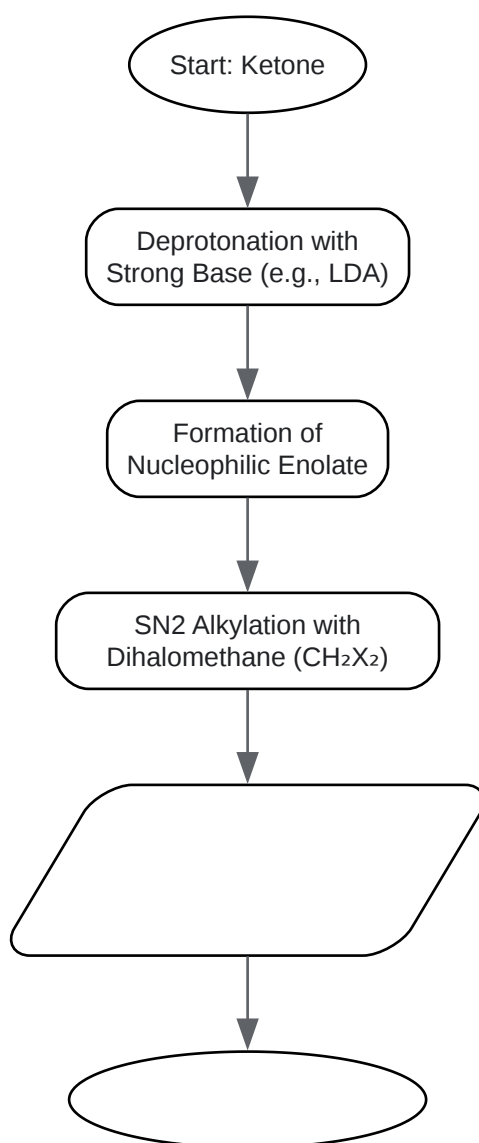 Start: Ketone
Deprotonation with
Strong Base (e.g., LDA)
Formation of
Nucleophilic Enolate
SN2 Alkylation with
Dihalomethane (CH₂X₂)